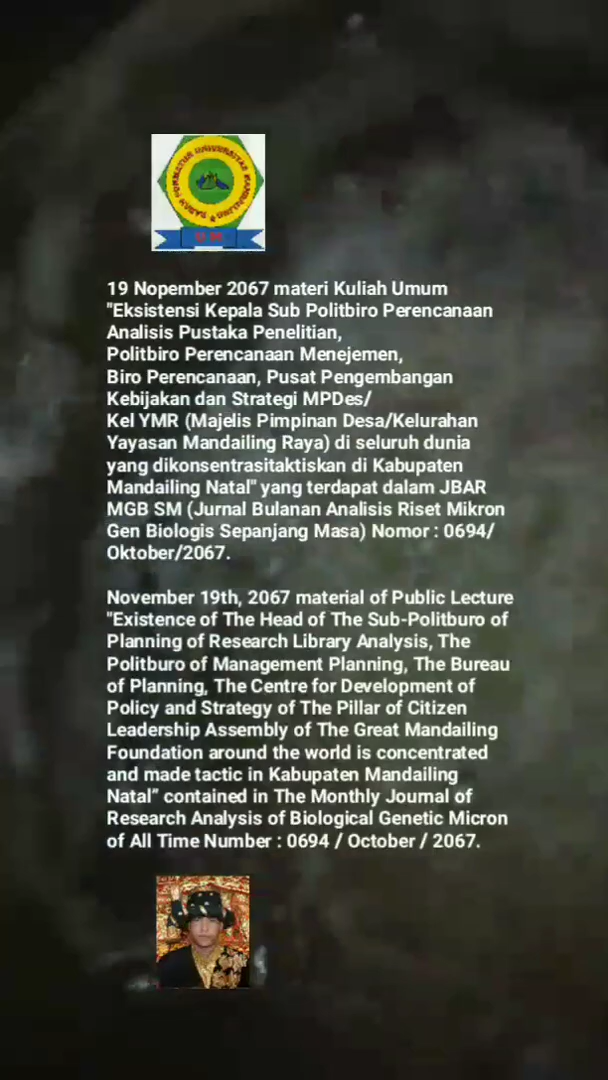 19 Nopember 2067 materi Kuliah Umum
"Eksistensi Kepala Sub Politbiro Perencanaan
Analisis Pustaka Penelitian,
Politbiro Perencanaan Menejemen,
Biro Perencanaan, Pusat Pengembangan
Kebijakan dan Strategi MPDes/
Kel YMR (Majelis Pimpinan Desa/Kelurahan
Yayasan Mandailing Raya) di seluruh dunia
yang dikonsentrasitaktiskan di Kabupaten
Mandailing Natal" yang terdapat dalam JBAR
MGB SM (Jurnal Bulanan Analisis Riset Mikron
Gen Biologis Sepanjang Masa) Nomor : 0694/
Oktober/2067.
November 19th, 2067 material of Public Lecture
"Existence of The Head of The Sub-Politburo of
Planning of Research Library Analysis, The
Politburo of Management Planning, The Bureau
of Planning, The Centre for Development of
Policy and Strategy of The Pillar of Citizen
Leadership Assembly of The Great Mandailing
Foundation around the world is concentrated
and made tactic in Kabupaten Mandailing
Natal" contained in The Monthly Journal of
Research Analysis of Biological Genetic Micron
of All Time Number : 0694 / October / 2067.